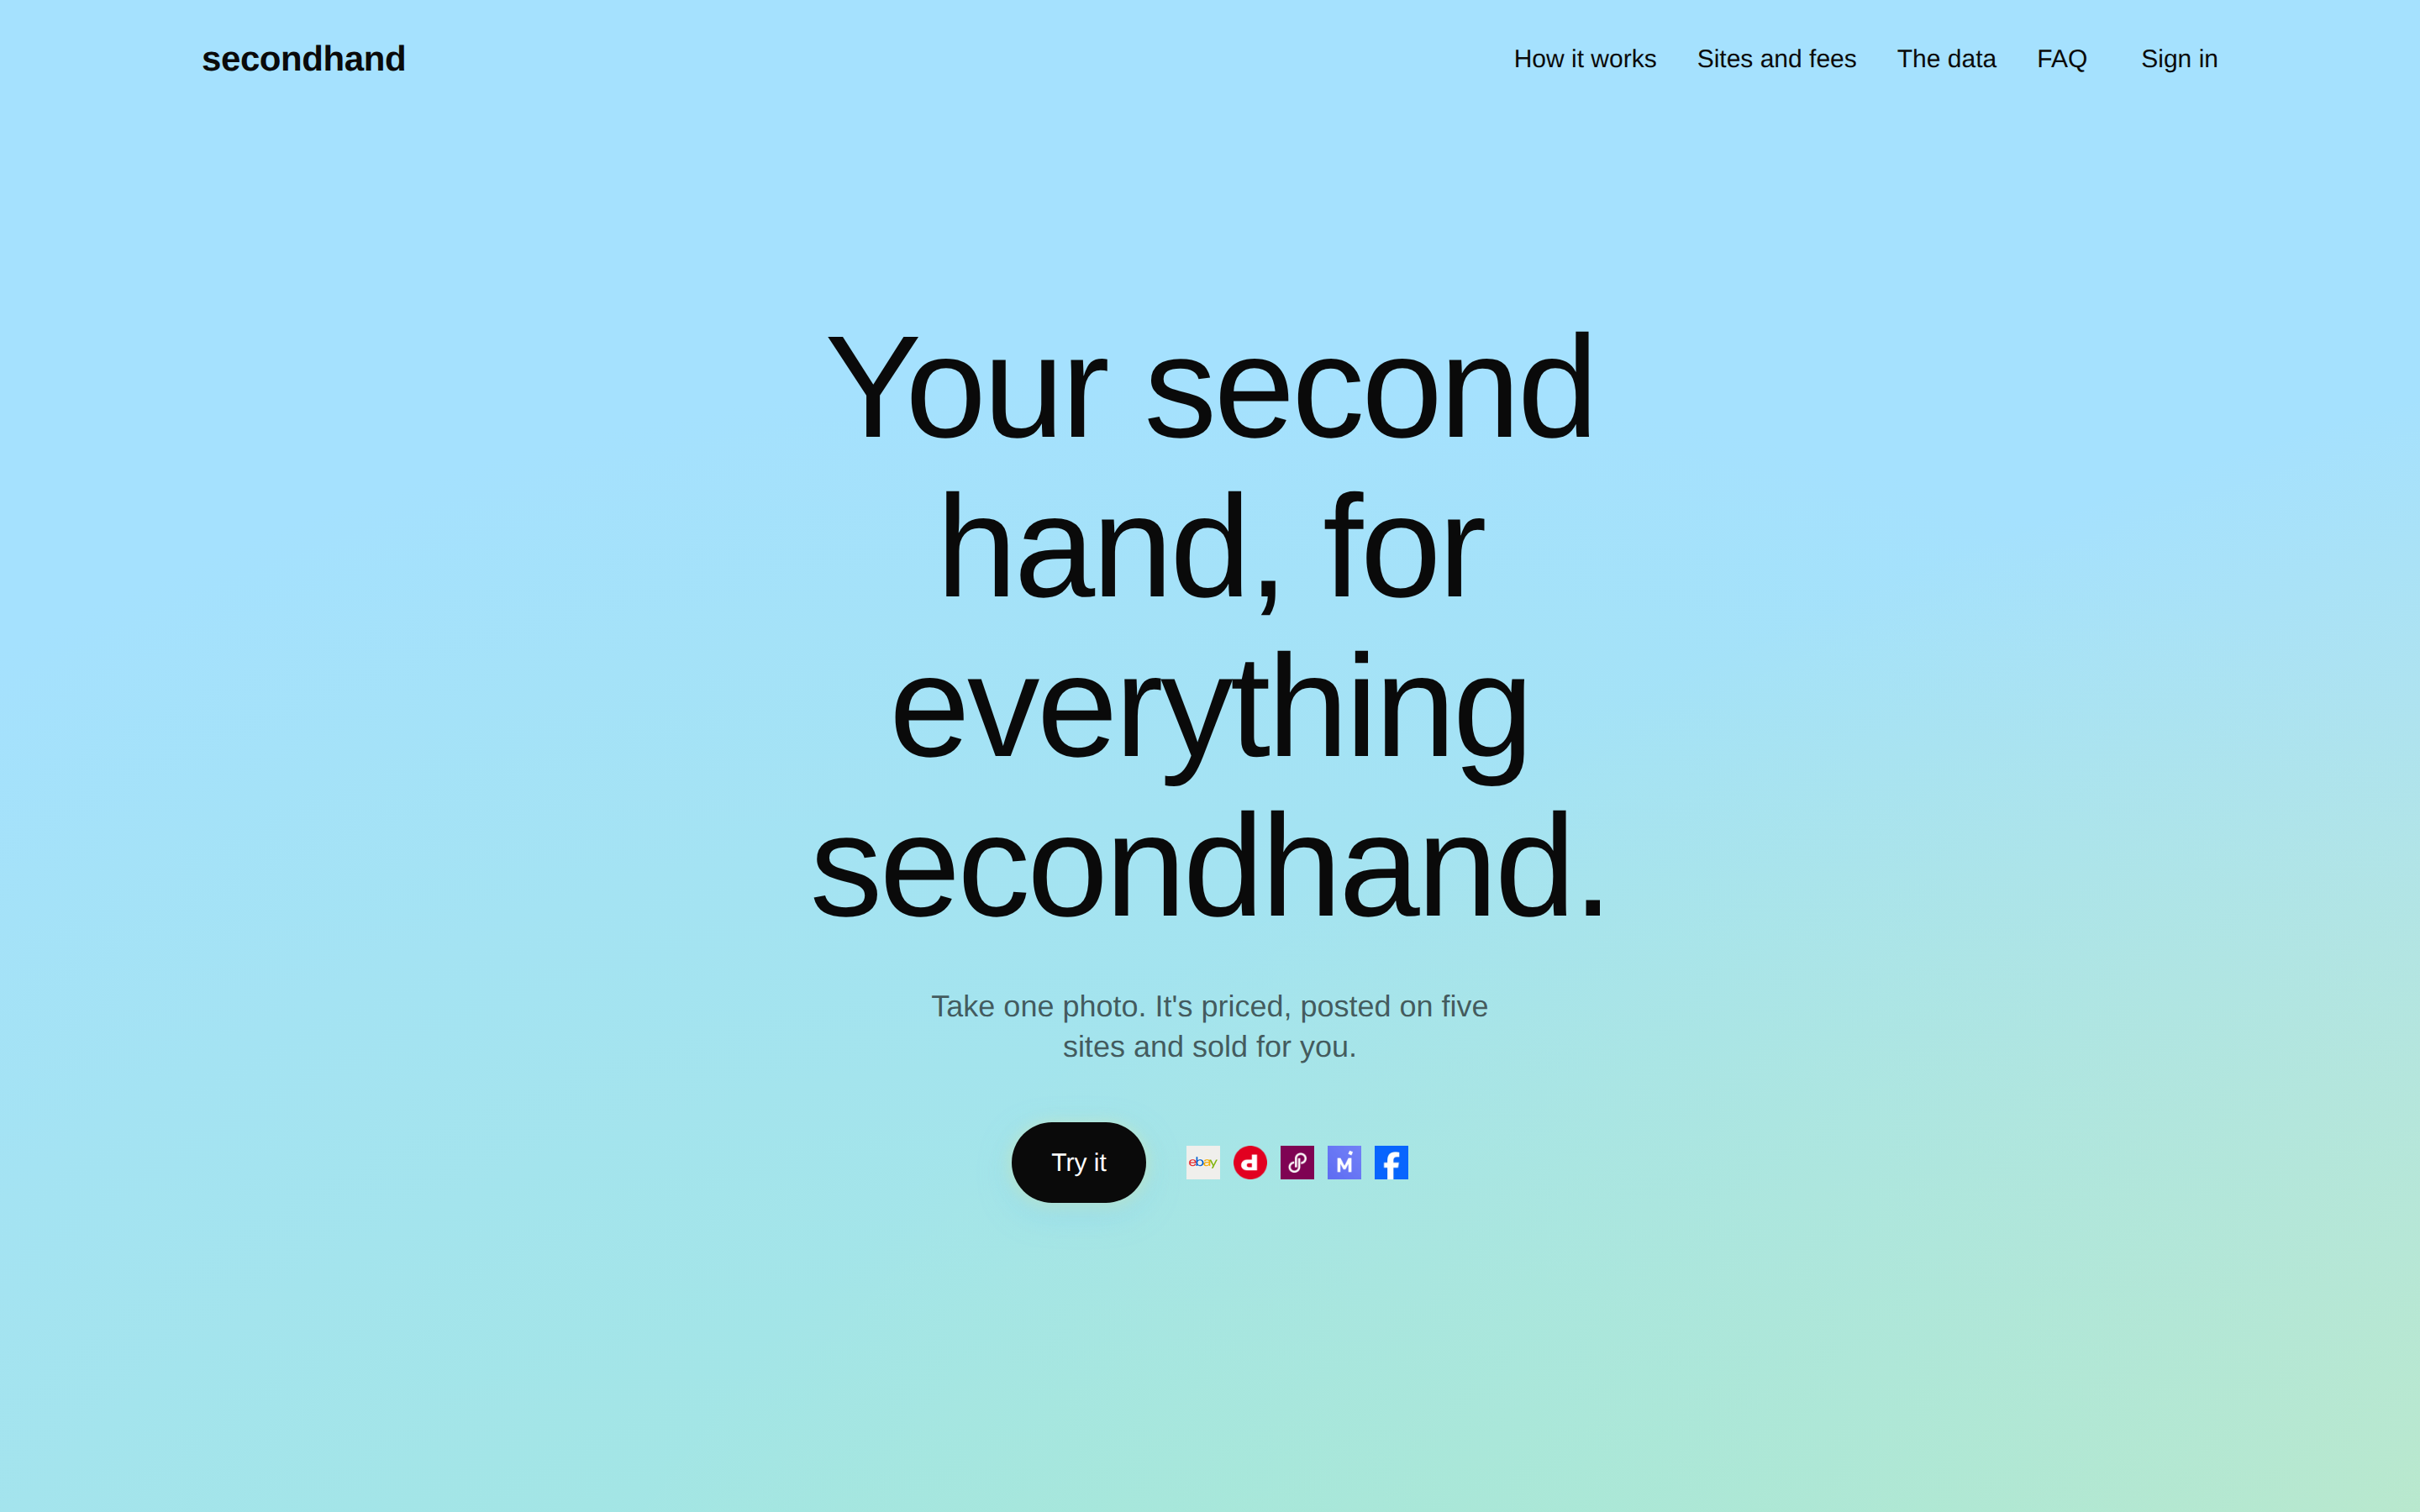 secondhand
How it works
Sites and fees
The data
FAQ
Sign in
Your second
hand, for
everything
secondhand.
Take one photo. It's priced, posted on five
sites and sold for you.
Try it
ebay